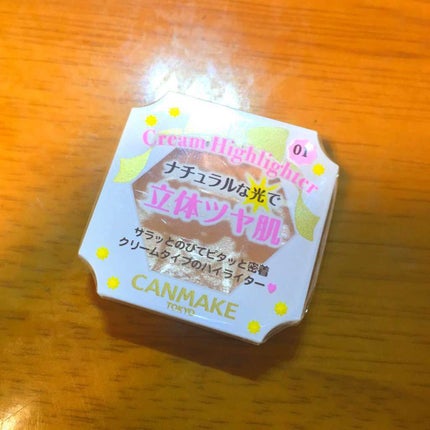 Cream Highlighter
01
ナチュラルな光で
立体ツヤ肌
サラッとのびてピタッと密着
クリームタイプのハイライター
CANMAKE
TOKYO